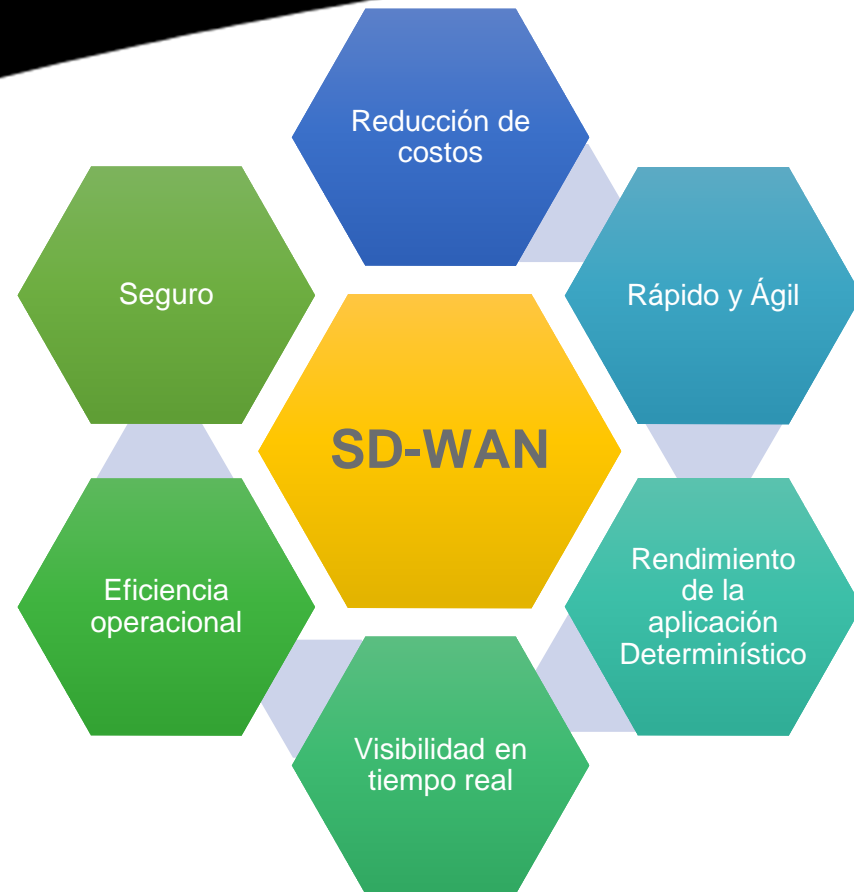 Reducción de
costos
Rápido y Ágil
Rendimiento
de la
aplicación
Determinístico
Visibilidad en
tiempo real
Eficiencia
operacional
Seguro
SD-WAN